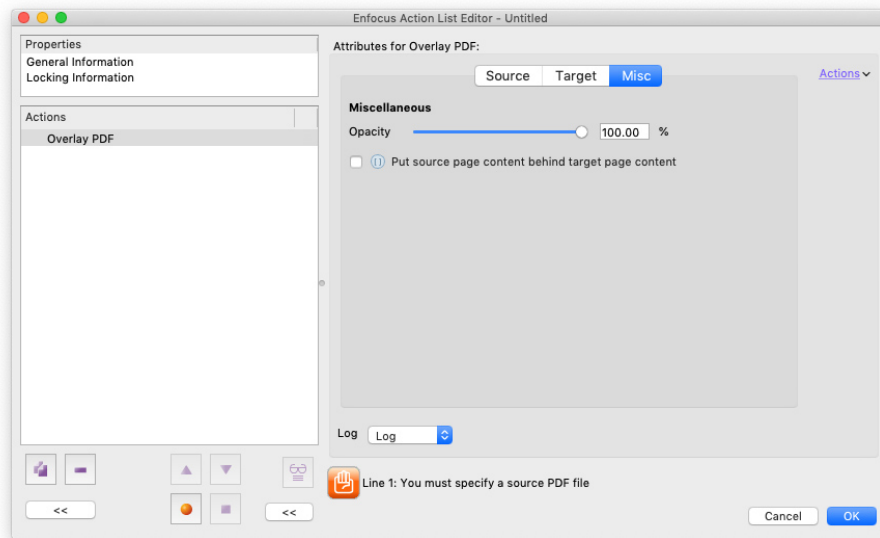 Enfocus Action List Editor - Untitled
Properties
General Information
Locking Information
Actions
Overlay PDF
<<
<<
Attributes for Overlay PDF:
Source Target Misc
Actions
Miscellaneous
Opacity 100.00 %
Put source page content behind target page content
Log Log
Line 1: You must specify a source PDF file
Cancel OK